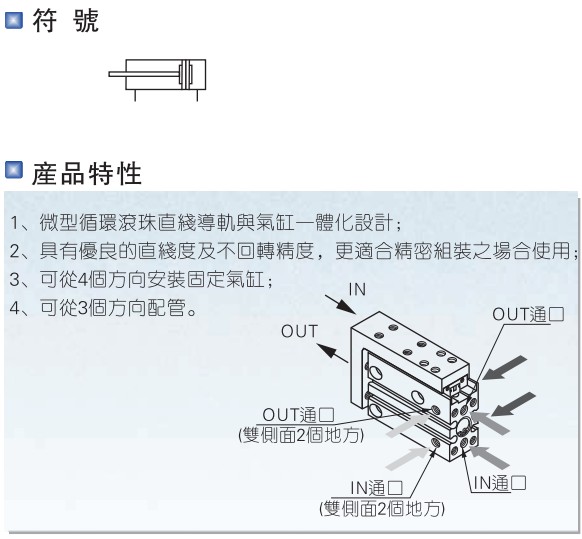 符 號
産品特性
1、微型循環滾珠直綫導軌與氣缸一體化設計；
2、具有優良的直綫度及不回轉精度，更適合精密組裝之場合使用；
3、可從4個方向安裝固定氣缸；
4、可從3個方向配管。
IN
OUT
OUT通口
OUT通口
(雙側面2個地方)
IN通口
IN通口
(雙側面2個地方)